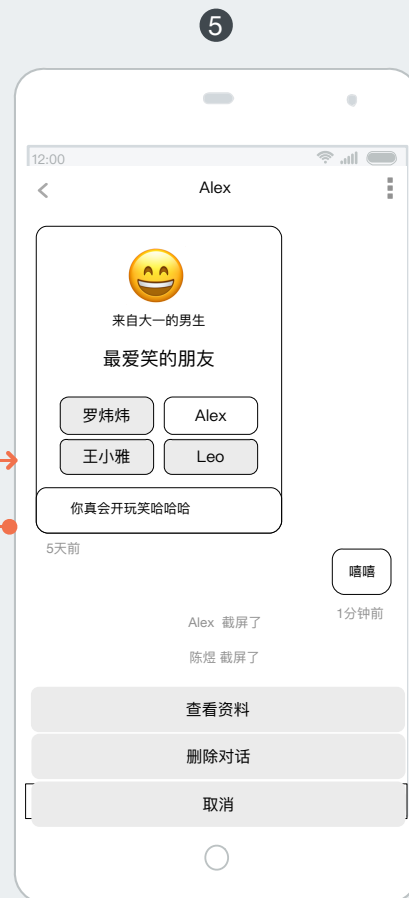 5
12:00
Alex
来自大一的男生
最爱笑的朋友
罗炜炜 Alex
王小雅 Leo
你真会开玩笑哈哈哈
5天前
嘻嘻
1分钟前
Alex 截屏了
陈煜 截屏了
查看资料
删除对话
取消